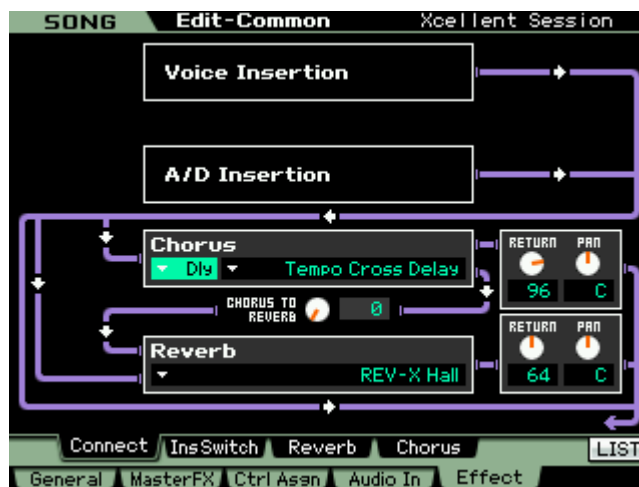 SONG Edit-Common Xcellent Session
Voice Insertion
A/D Insertion
Chorus
Dly Tempo Cross Delay
RETURN PAN
96 C
CHORUS TO
REVERB 0
Reverb
REV-X Hall
RETURN PAN
64 C
Connect InsSwitch Reverb Chorus LIST
General MasterFX Ctrl Asgn Audio In Effect